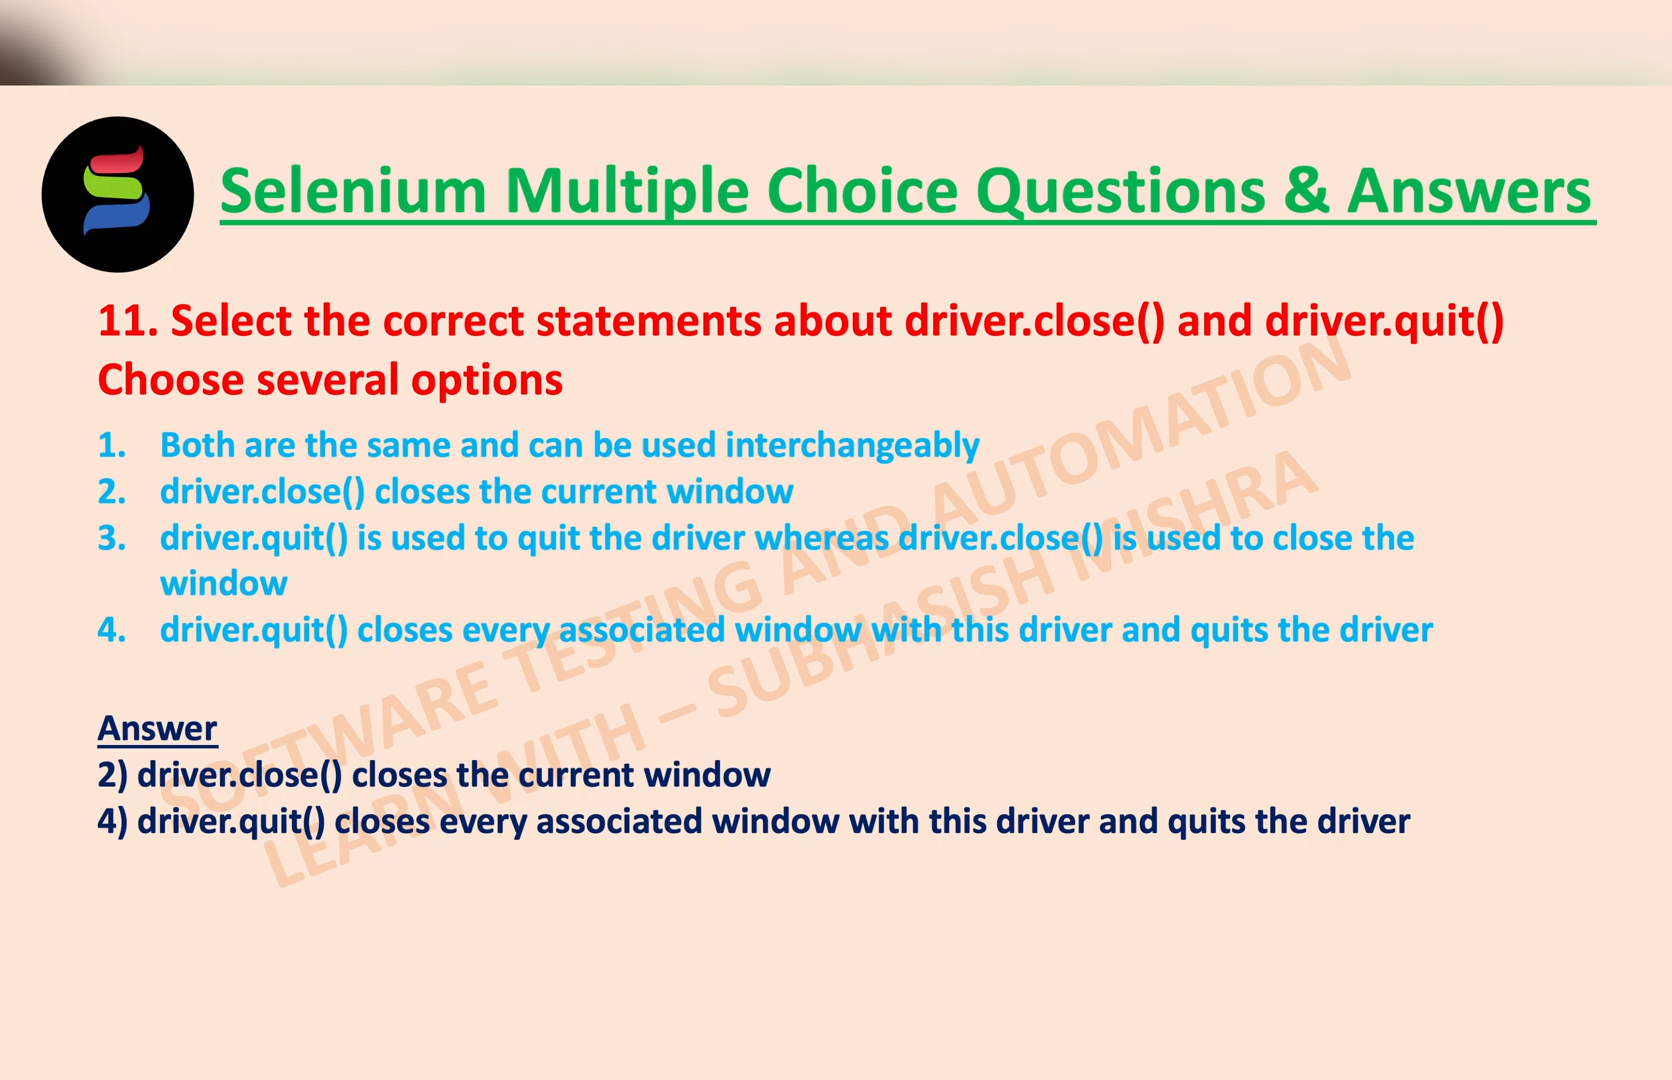 Selenium Multiple Choice Questions & Answers
11. Select the correct statements about driver.close() and driver.quit()
Choose several options
1. Both are the same and can be used interchangeably
2. driver.close() closes the current window
3. driver.quit() is used to quit the driver whereas driver.close() is used to close the
window
4. driver.quit() closes every associated window with this driver and quits the driver
Answer
2) driver.close() closes the current window
4) driver.quit() closes every associated window with this driver and quits the driver
SOFTWARE TESTING AND AUTOMATION
LEARN WITH – SUBHASISH MISHRA